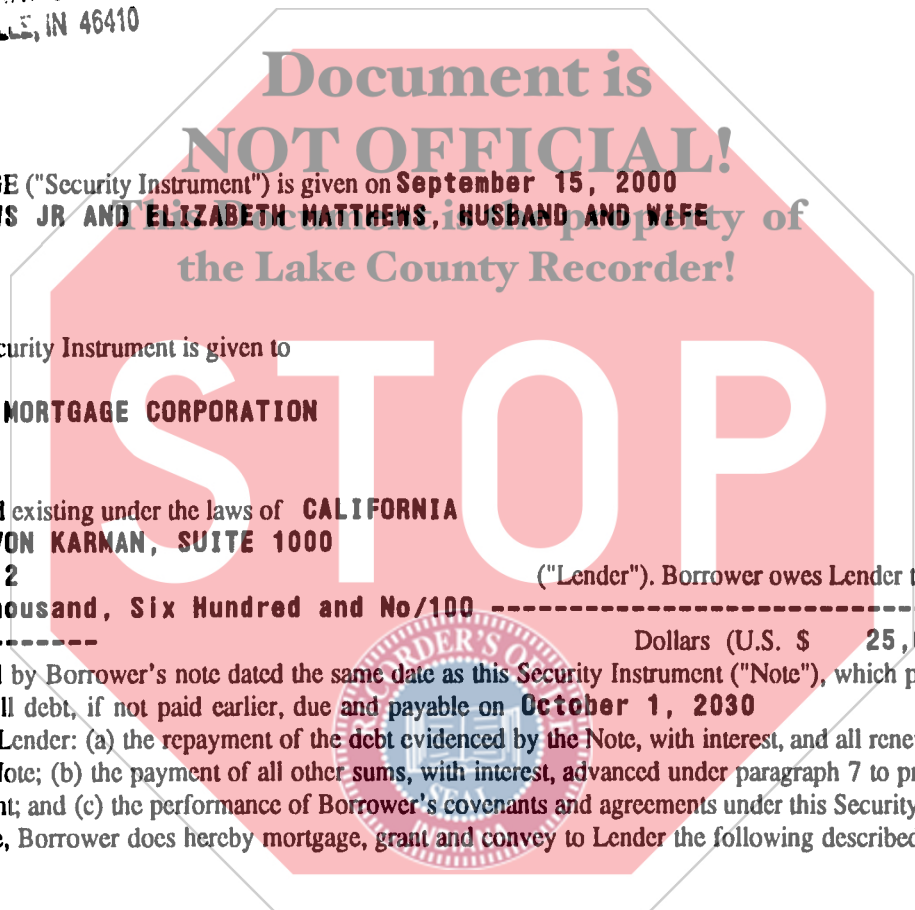 LLE, IN 46410
Document is
NOT OFFICIAL!
GE ("Security Instrument") is given on September 15, 2000
This Document is the property of
S JR AND ELIZABETH MATTHEWS, HUSBAND AND WIFE
the Lake County Recorder!
curity Instrument is given to
MORTGAGE CORPORATION
STOP
d existing under the laws of CALIFORNIA
VON KARMAN, SUITE 1000
2 ("Lender"). Borrower owes Lender t
ousand, Six Hundred and No/100 ------------------------------
------- Dollars (U.S. $ 25,
RECORDER'S OFFICE
d by Borrower's note dated the same date as this Security Instrument ("Note"), which p
ll debt, if not paid earlier, due and payable on October 1, 2030
Lender: (a) the repayment of the debt evidenced by the Note, with interest, and all rene
Note; (b) the payment of all other sums, with interest, advanced under paragraph 7 to pr
SEAL
nt; and (c) the performance of Borrower's covenants and agreements under this Security
e, Borrower does hereby mortgage, grant and convey to Lender the following described